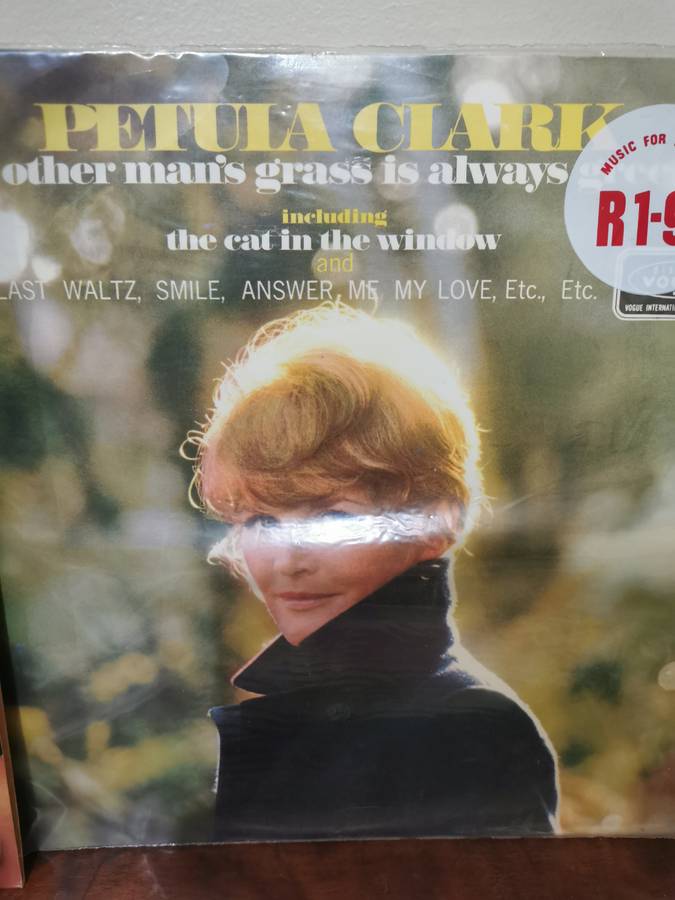 PETULA CLARK
other man's grass is always
including
the cat in the window
and
LAST WALTZ, SMILE, ANSWER ME MY LOVE, Etc., Etc.
MUSIC FOR
R1-9
VOGUE INTERNATI